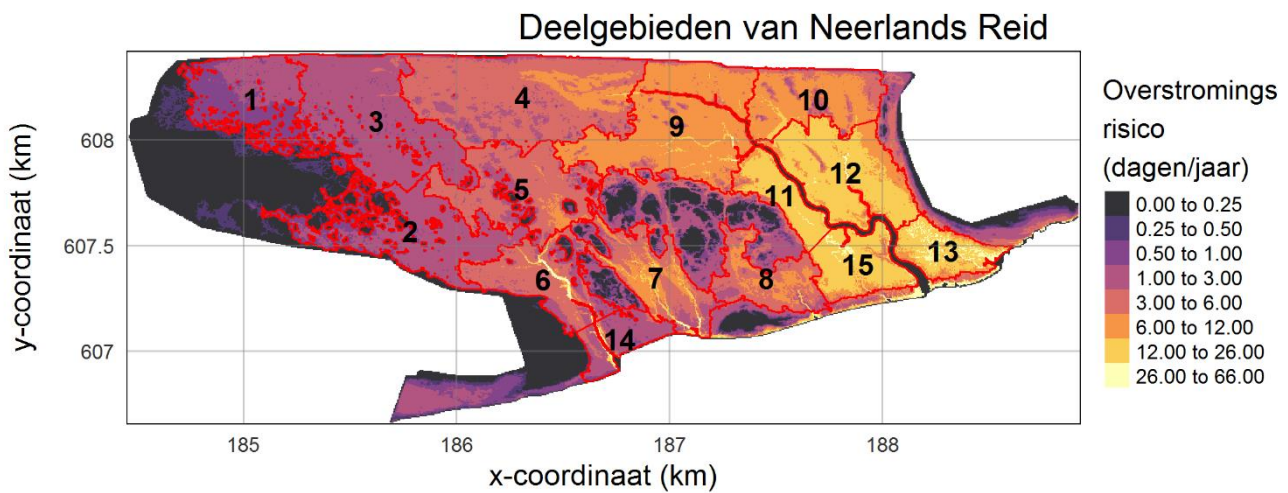 Deelgebieden van Neerlands Reid
y-coordinaat (km)
608
607.5
607
1
2
3
4
5
6
7
8
9
10
11
12
13
14
15
185
186
187
188
x-coordinaat (km)
Overstromings
risico
(dagen/jaar)
0.00 to 0.25
0.25 to 0.50
0.50 to 1.00
1.00 to 3.00
3.00 to 6.00
6.00 to 12.00
12.00 to 26.00
26.00 to 66.00